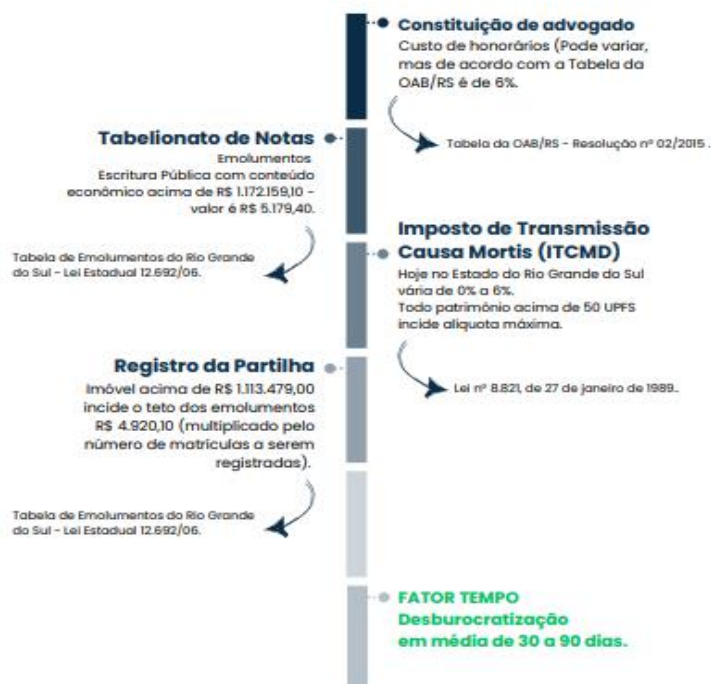 Constituição de advogado
Custo de honorários (Pode variar,
mas de acordo com a Tabela da
OAB/RS é de 6%.
Tabela da OAB/RS - Resolução nº 02/2015 .
Tabelionato de Notas
Emolumentos
Escritura Pública com conteúdo
econômico acima de R$ 1.172.159,10 -
valor é R$ 5.179,40.
Tabela de Emolumentos do Rio Grande
do Sul - Lei Estadual 12.692/06.
Imposto de Transmissão
Causa Mortis (ITCMD)
Hoje no Estado do Rio Grande do Sul
vária de 0% a 6%.
Todo patrimônio acima de 50 UPFS
incide alíquota máxima.
Lei nº 8.821, de 27 de janeiro de 1989..
Registro da Partilha
Imóvel acima de R$ 1.113.479,00
incide o teto dos emolumentos
R$ 4.920,10 (multiplicado pelo
número de matrículas a serem
registradas).
Tabela de Emolumentos do Rio Grande
do Sul - Lei Estadual 12.692/06.
FATOR TEMPO
Desburocratização
em média de 30 a 90 dias.